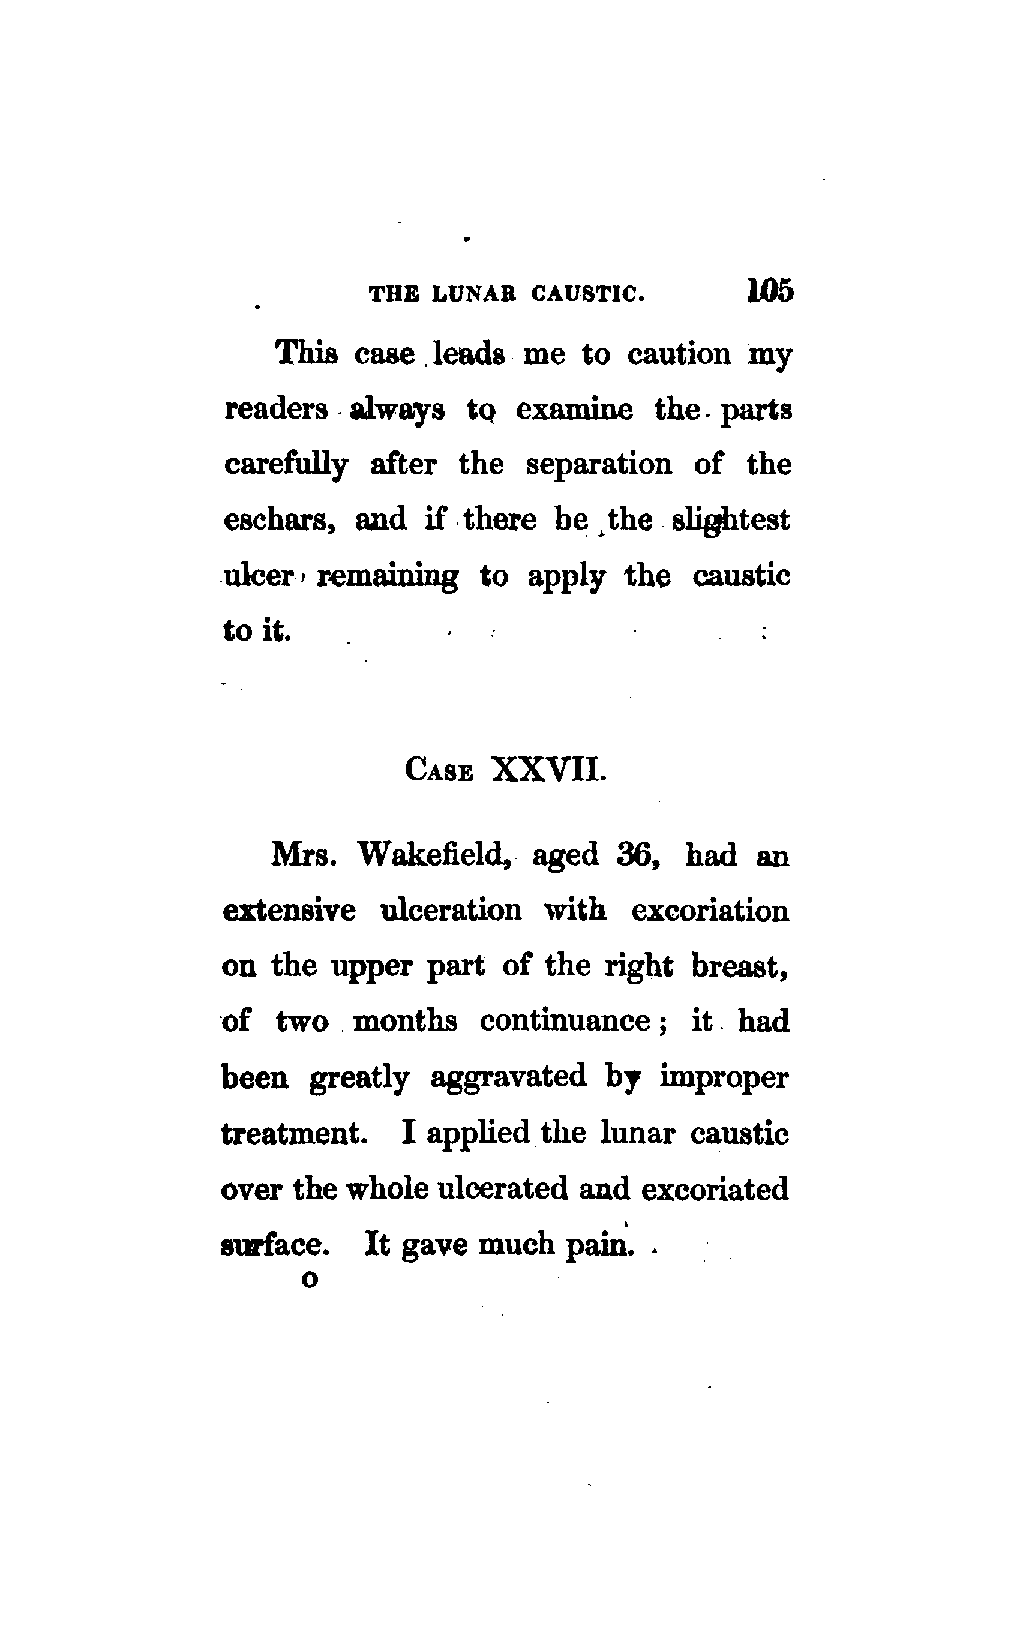 THE LUNAR CAUSTIC. 105
This case leads me to caution my
readers always to examine the parts
carefully after the separation of the
eschars, and if there be the slightest
ulcer remaining to apply the caustic
to it.
CASE XXVII.
Mrs. Wakefield, aged 36, had an
extensive ulceration with excoriation
on the upper part of the right breast,
of two months continuance; it had
been greatly aggravated by improper
treatment. I applied the lunar caustic
over the whole ulcerated and excoriated
surface. It gave much pain.
O